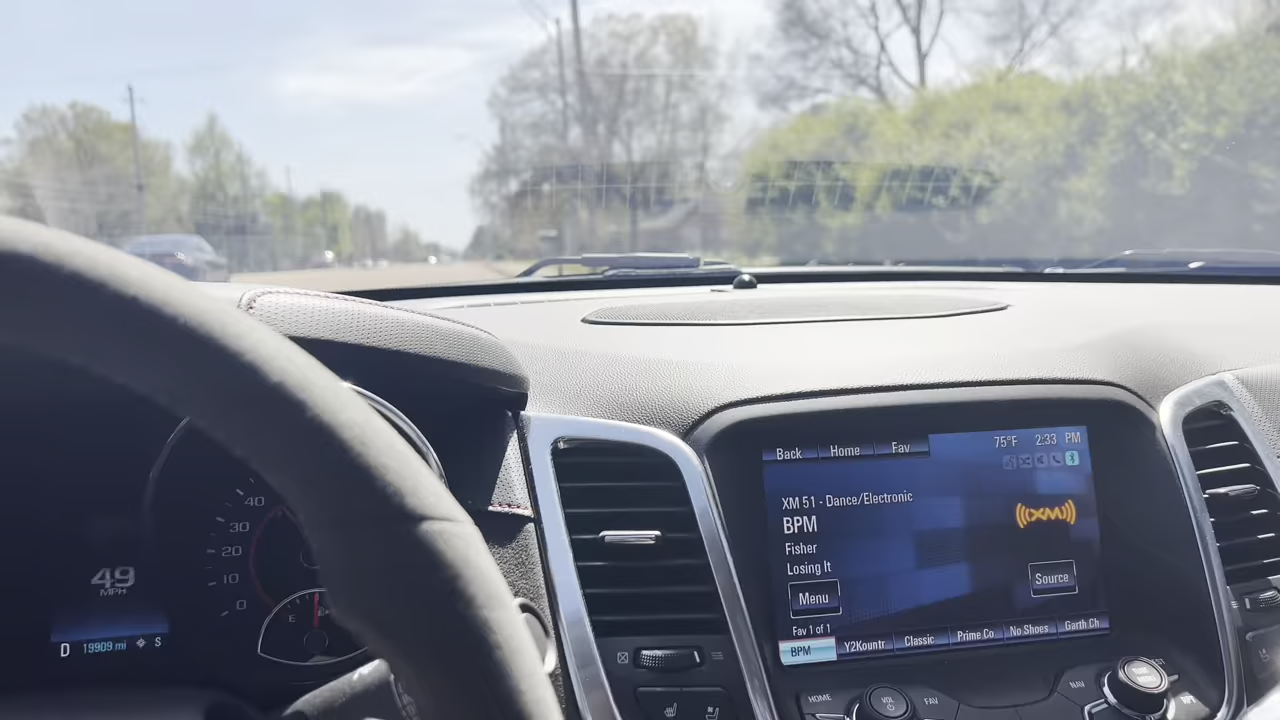 Back Home Fav 75°F 2:33 PM
XM 51 - Dance/Electronic
BPM
((XM))
Fisher
Losing It
Menu
Source
Fav 1 of 1
BPM Y2Kountr Classic Prime Co No Shoes Garth Ch
HOME VOL FAV NAV
40
30
20
10
0
E
49
MPH
D 19909 mi S